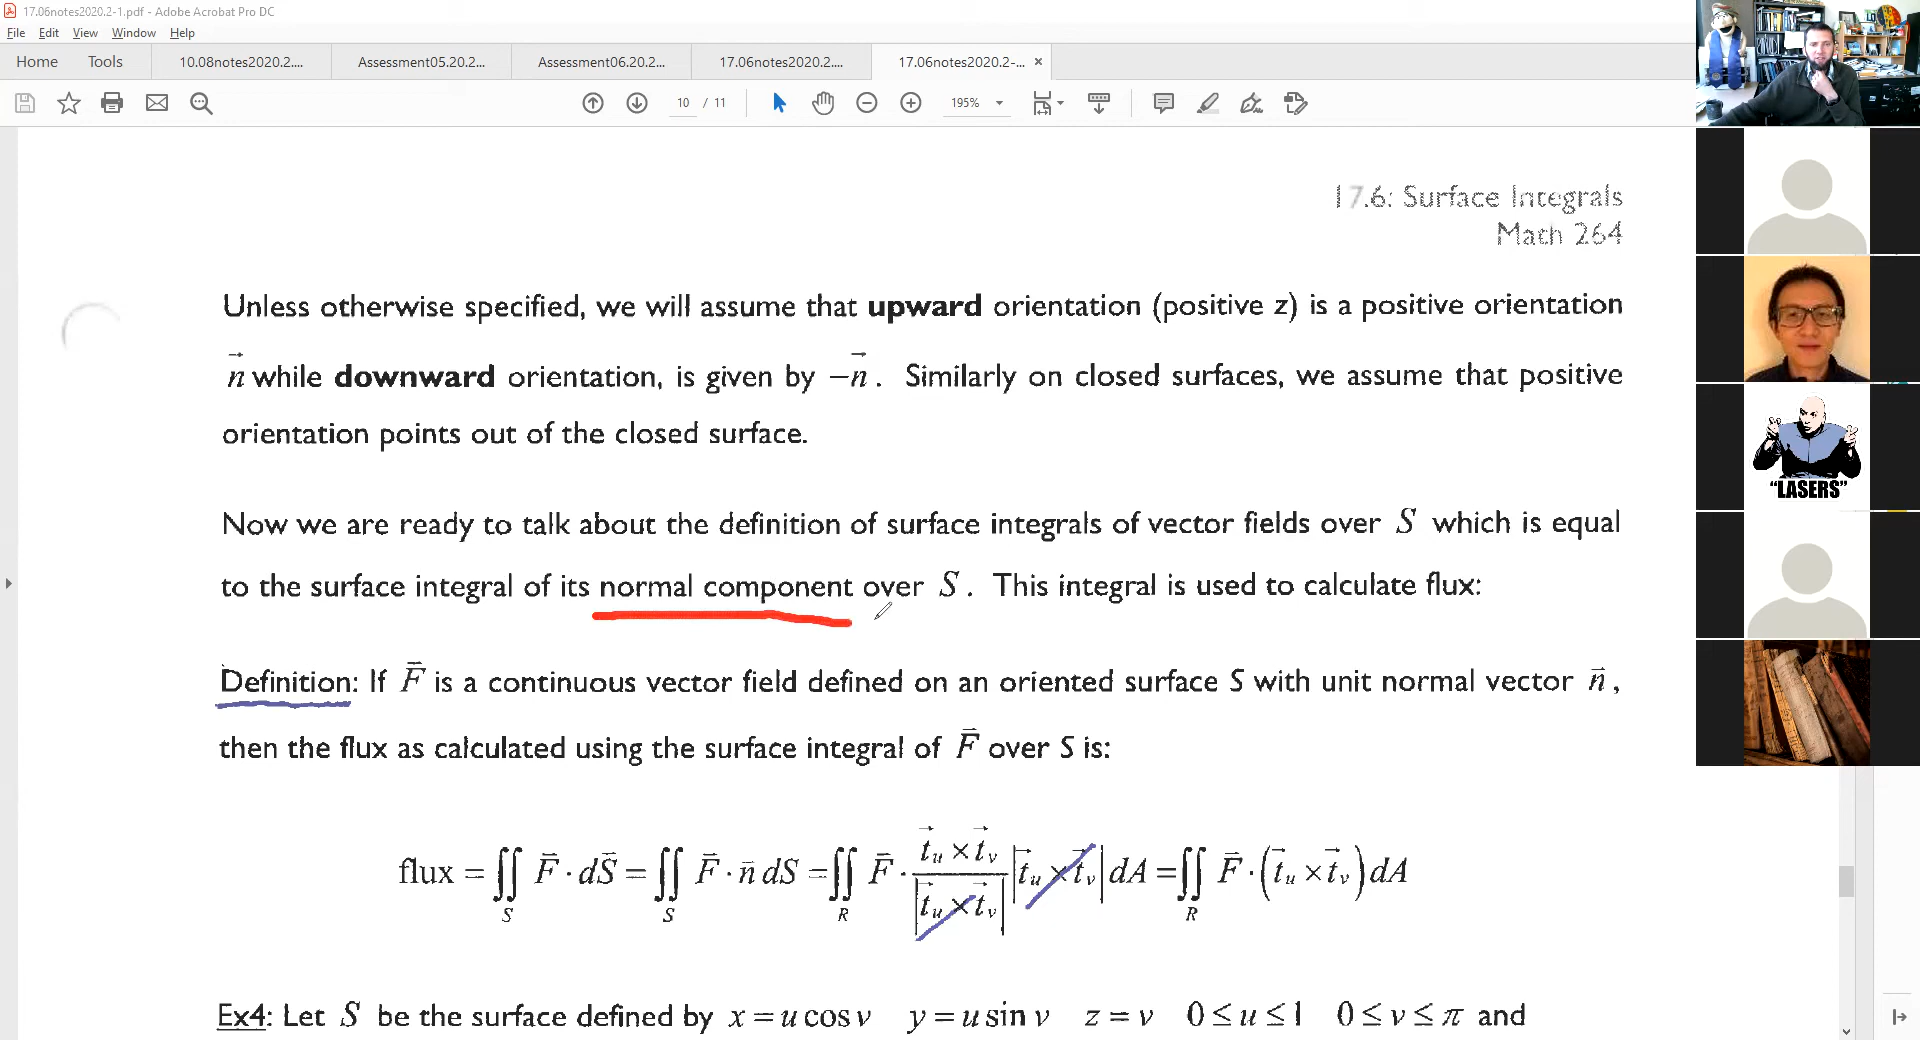 17.06notes2020.2-1.pdf - Adobe Acrobat Pro DC
File Edit View Window Help
Home Tools 10.08notes2020.2.... Assessment05.20.2... Assessment06.20.2... 17.06notes2020.2.... 17.06notes2020.2-... ×
10 / 11 195%
17.6: Surface Integrals
Math 264
Unless otherwise specified, we will assume that upward orientation (positive z) is a positive orientation
n⃗ while downward orientation, is given by −n⃗ . Similarly on closed surfaces, we assume that positive
orientation points out of the closed surface.
Now we are ready to talk about the definition of surface integrals of vector fields over S which is equal
to the surface integral of its normal component over S . This integral is used to calculate flux:
Definition: If F̄ is a continuous vector field defined on an oriented surface S with unit normal vector n̄ ,
then the flux as calculated using the surface integral of F̄ over S is:
flux = ∬_S F̄ · dS̄ = ∬_S F̄ · n̄ dS = ∬_R F̄ · (t⃗_u × t⃗_v)/|t⃗_u × t⃗_v| |t⃗_u × t⃗_v| dA = ∬_R F̄ · (t⃗_u × t⃗_v) dA
Ex4: Let S be the surface defined by x = u cos v y = u sin v z = v 0 ≤ u ≤ 1 0 ≤ v ≤ π and
"LASERS"